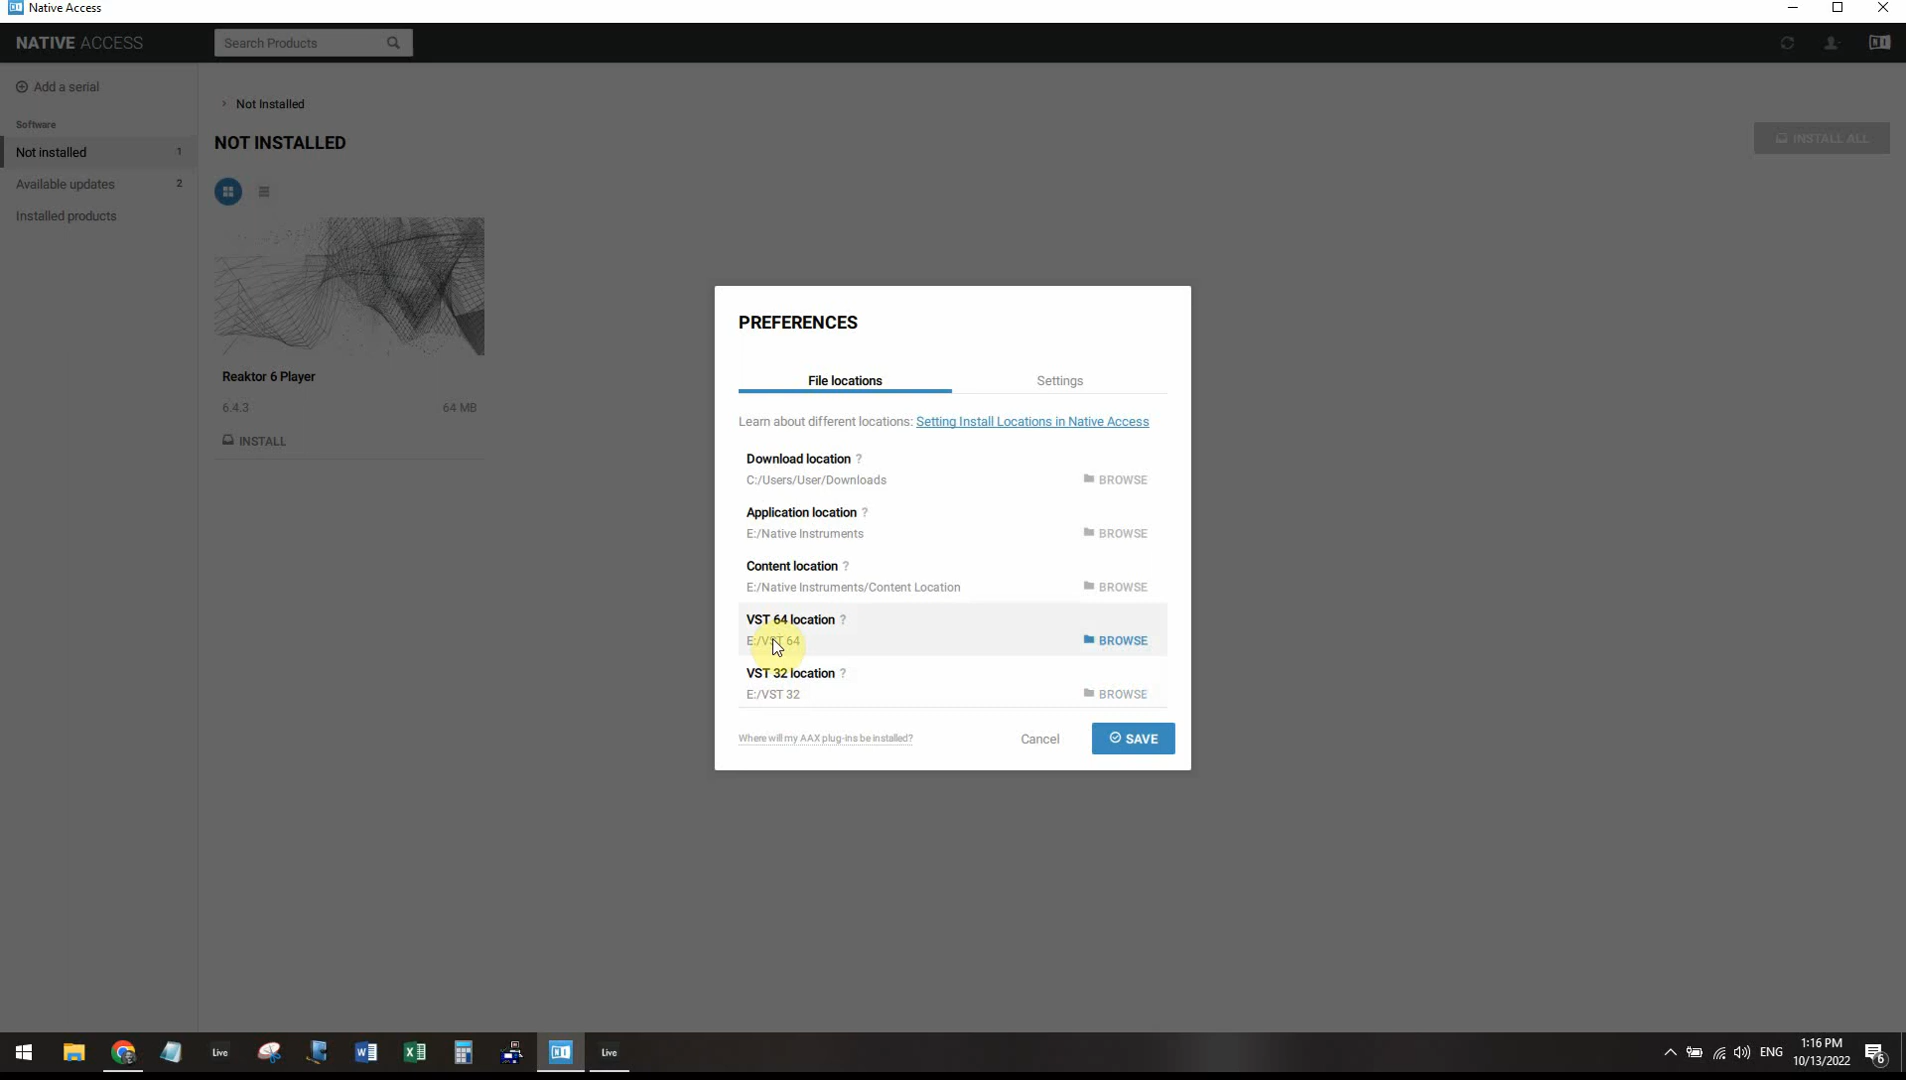 Native Access
NATIVE ACCESS
Search Products
Add a serial
Software
Not installed 1
Available updates 2
Installed products
› Not Installed
NOT INSTALLED
INSTALL ALL
Reaktor 6 Player
6.4.3 64 MB
INSTALL
PREFERENCES
File locations Settings
Learn about different locations: Setting Install Locations in Native Access
Download location ?
C:/Users/User/Downloads BROWSE
Application location ?
E:/Native Instruments BROWSE
Content location ?
E:/Native Instruments/Content Location BROWSE
VST 64 location ?
E:/VST 64 BROWSE
VST 32 location ?
E:/VST 32 BROWSE
Where will my AAX plug-ins be installed? Cancel SAVE
Live
Live
ENG
1:16 PM
10/13/2022
6